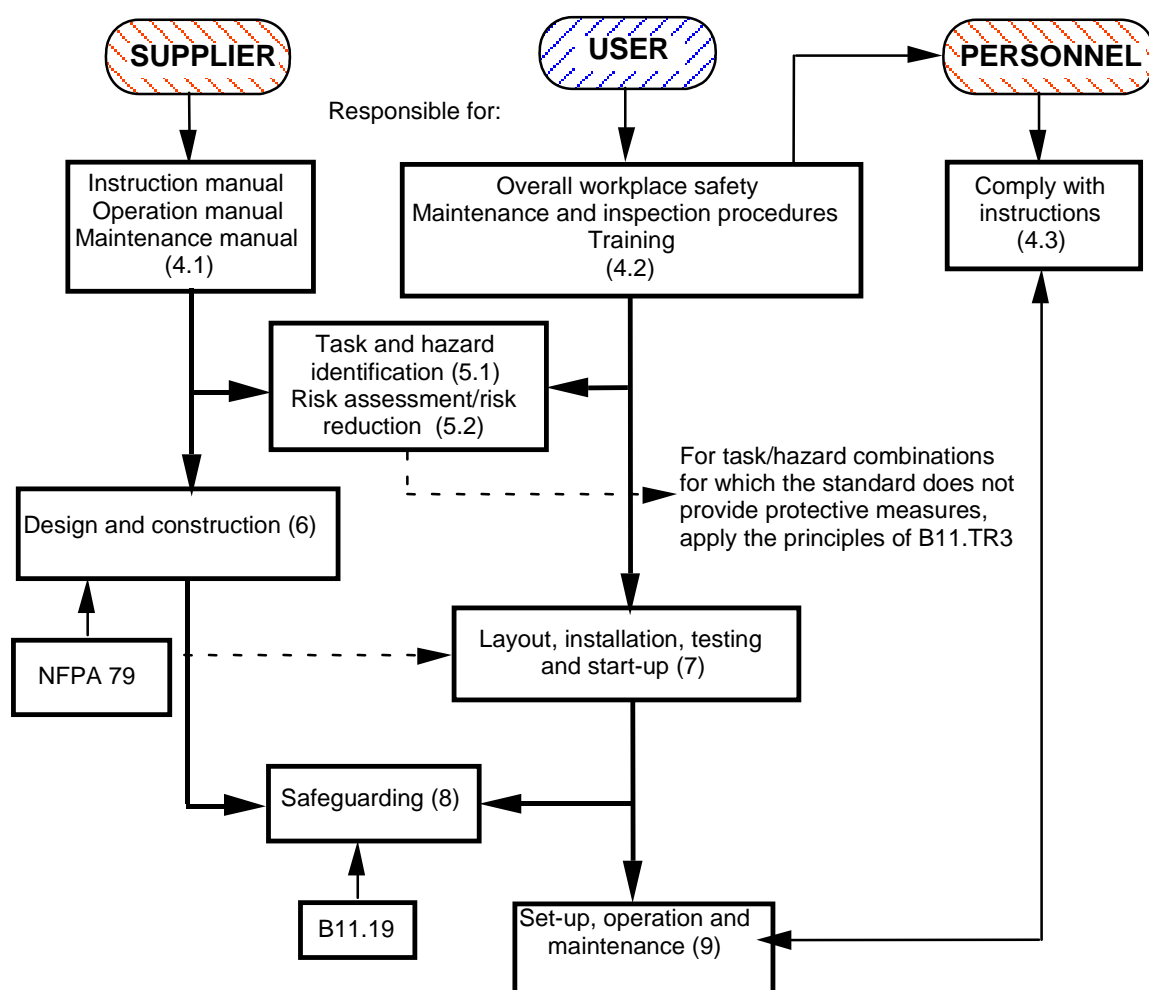 SUPPLIER
USER
PERSONNEL
Responsible for:
Instruction manual
Operation manual
Maintenance manual
(4.1)
Overall workplace safety
Maintenance and inspection procedures
Training
(4.2)
Comply with
instructions
(4.3)
Task and hazard
identification (5.1)
Risk assessment/risk
reduction (5.2)
For task/hazard combinations
for which the standard does not
provide protective measures,
apply the principles of B11.TR3
Design and construction (6)
Layout, installation, testing
and start-up (7)
NFPA 79
Safeguarding (8)
B11.19
Set-up, operation and
maintenance (9)